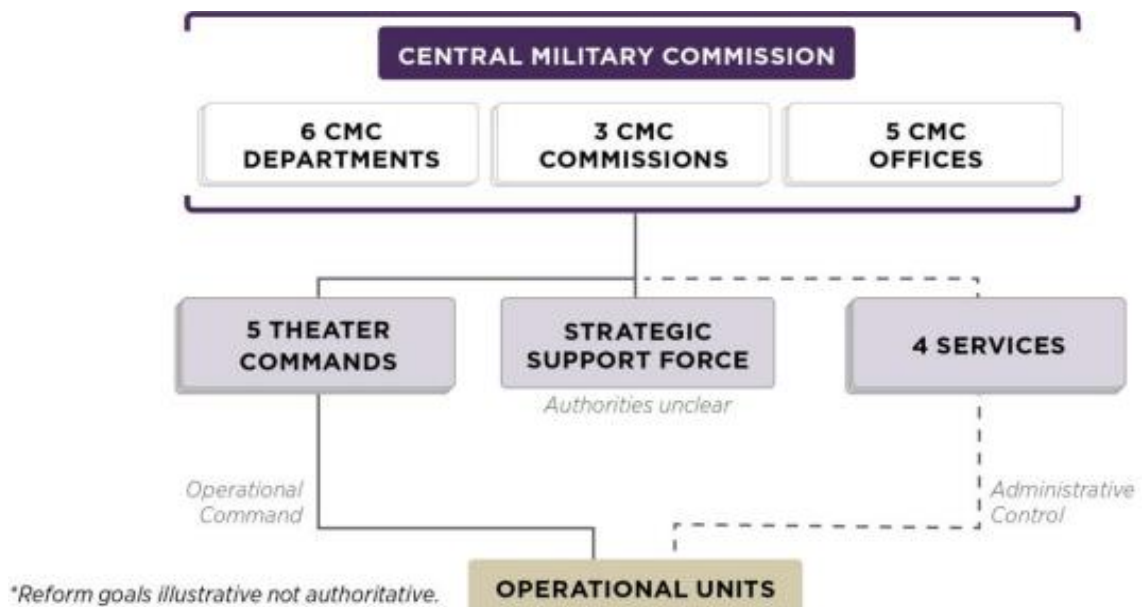 CENTRAL MILITARY COMMISSION
6 CMC
DEPARTMENTS
3 CMC
COMMISSIONS
5 CMC
OFFICES
5 THEATER
COMMANDS
STRATEGIC
SUPPORT FORCE
4 SERVICES
Authorities unclear
Operational
Command
Administrative
Control
OPERATIONAL UNITS
*Reform goals illustrative not authoritative.